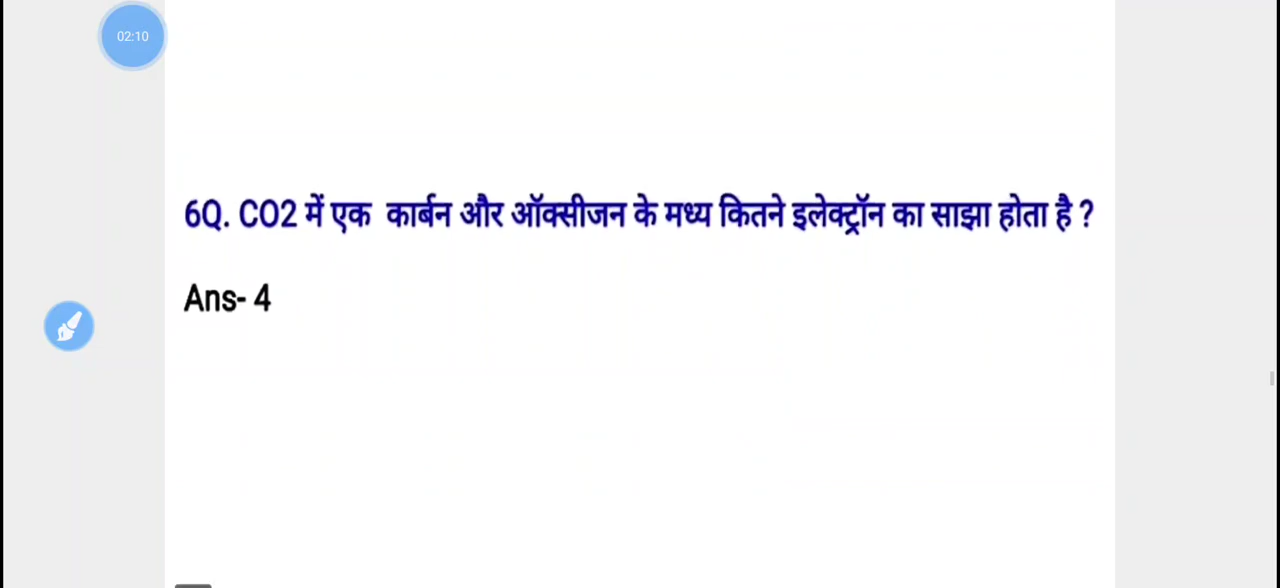 02:10
6Q. CO2 में एक कार्बन और ऑक्सीजन के मध्य कितने इलेक्ट्रॉन का साझा होता है ?
Ans- 4